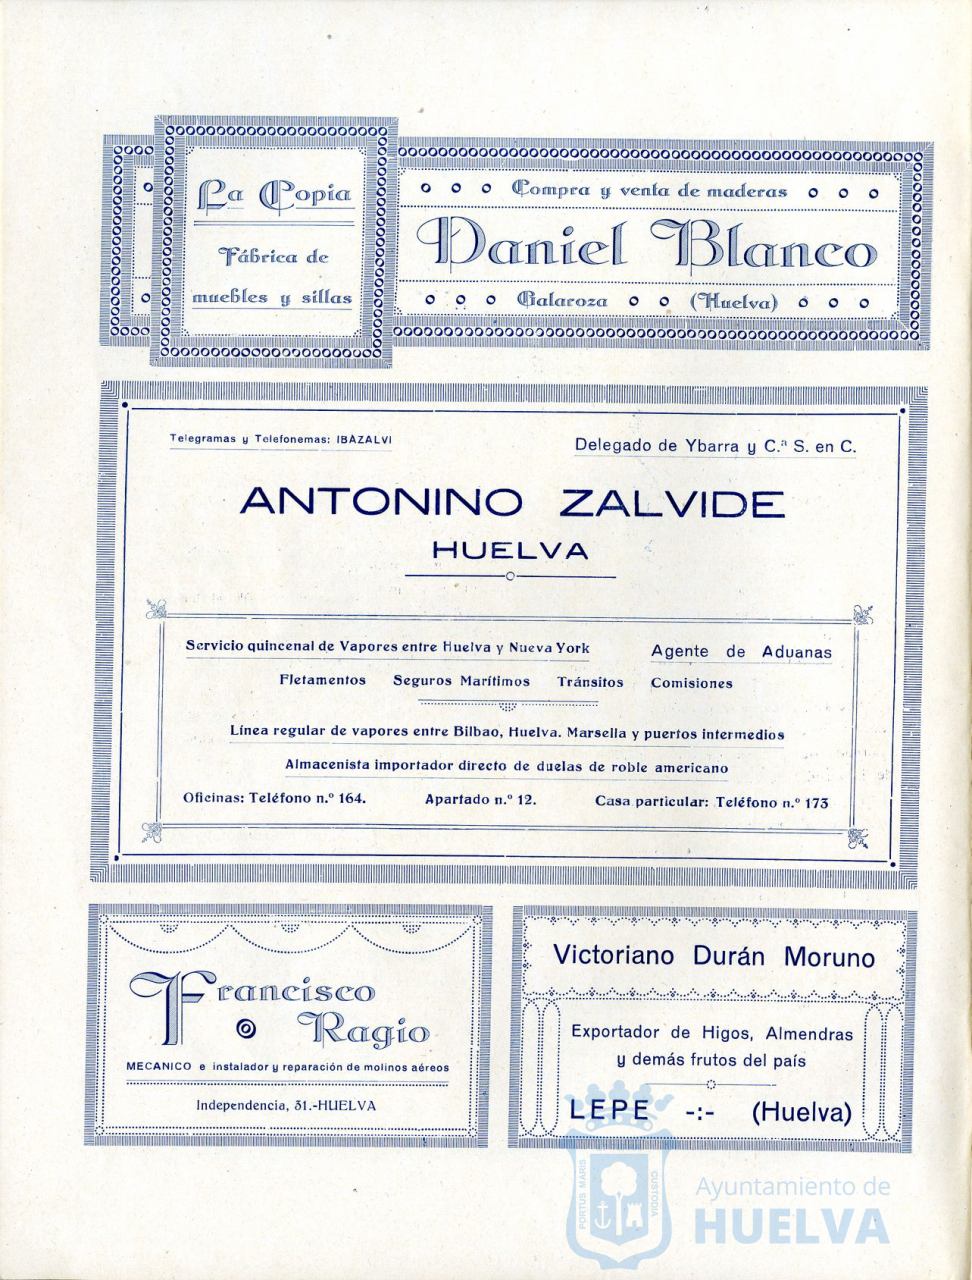 La Copia
Fábrica de
muebles y sillas
Compra y venta de maderas
Daniel Blanco
Galaroza (Huelva)
Telegramas y Telefonemas: IBAZALVI
Delegado de Ybarra y C.ª S. en C.
ANTONINO ZALVIDE
HUELVA
Servicio quincenal de Vapores entre Huelva y Nueva York
Agente de Aduanas
Fletamentos Seguros Marítimos Tránsitos Comisiones
Línea regular de vapores entre Bilbao, Huelva. Marsella y puertos intermedios
Almacenista importador directo de duelas de roble americano
Oficinas: Teléfono n.º 164. Apartado n.º 12. Casa particular: Teléfono n.º 173
Francisco
Ragio
MECANICO e instalador y reparación de molinos aéreos
Independencia, 31.-HUELVA
Victoriano Durán Moruno
Exportador de Higos, Almendras
y demás frutos del país
LEPE -:- (Huelva)
PORTUS MARIS
CUSTODIA
Ayuntamiento de
HUELVA